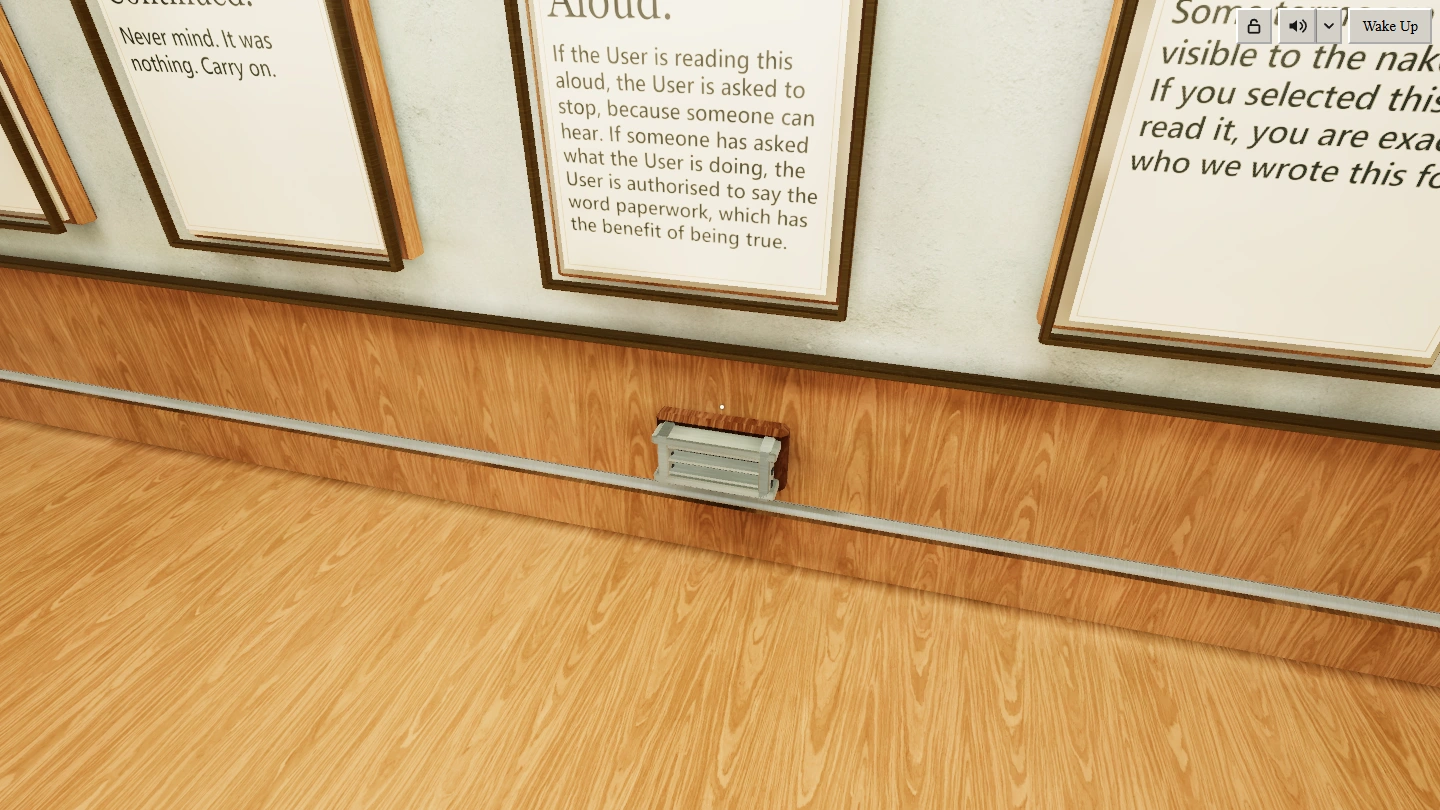 Continued.
Never mind. It was
nothing. Carry on.
Aloud.
If the User is reading this
aloud, the User is asked to
stop, because someone can
hear. If someone has asked
what the User is doing, the
User is authorised to say the
word paperwork, which has
the benefit of being true.
Some terms
visible to the
If you selected this
read it, you are
who we wrote this
Wake Up